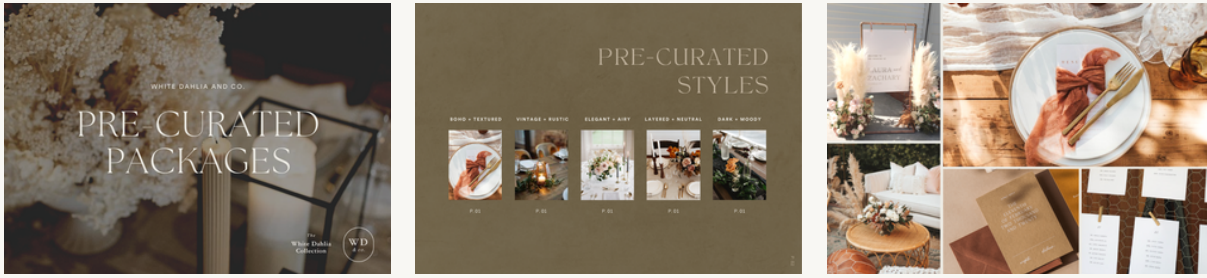 WHITE DAHLIA AND CO.
PRE-CURATED
PACKAGES
The
White Dahlia
Collection
WD
& co
PRE-CURATED
STYLES
BOHO + TEXTURED
VINTAGE + RUSTIC
ELEGANT + AIRY
LAYERED + NEUTRAL
DARK + MOODY
P.01
P.01
P.01
P.01
P.01
ZACHARY